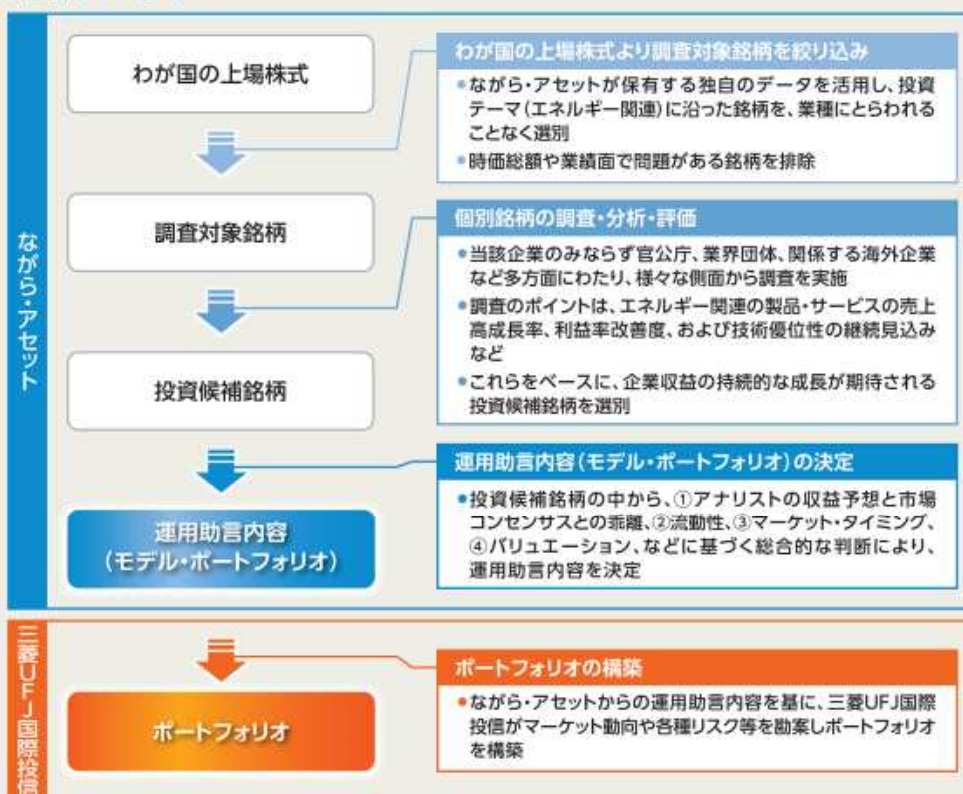 ながら・アセット
わが国の上場株式
わが国の上場株式より調査対象銘柄を絞り込み
●ながら・アセットが保有する独自のデータを活用し、投資
テーマ(エネルギー関連)に沿った銘柄を、業種にとらわれる
ことなく選別
●時価総額や業績面で問題がある銘柄を排除
調査対象銘柄
個別銘柄の調査・分析・評価
●当該企業のみならず官公庁、業界団体、関係する海外企業
など多方面にわたり、様々な側面から調査を実施
●調査のポイントは、エネルギー関連の製品・サービスの売上
高成長率、利益率改善度、および技術優位性の継続見込み
など
●これらをベースに、企業収益の持続的な成長が期待される
投資候補銘柄を選別
投資候補銘柄
運用助言内容(モデル・ポートフォリオ)の決定
●投資候補銘柄の中から、①アナリストの収益予想と市場
コンセンサスとの乖離、②流動性、③マーケット・タイミング、
④バリュエーション、などに基づく総合的な判断により、
運用助言内容を決定
運用助言内容
(モデル・ポートフォリオ)
三菱UFJ国際投信
ポートフォリオの構築
●ながら・アセットからの運用助言内容を基に、三菱UFJ国際
投信がマーケット動向や各種リスク等を勘案しポートフォリオ
を構築
ポートフォリオ